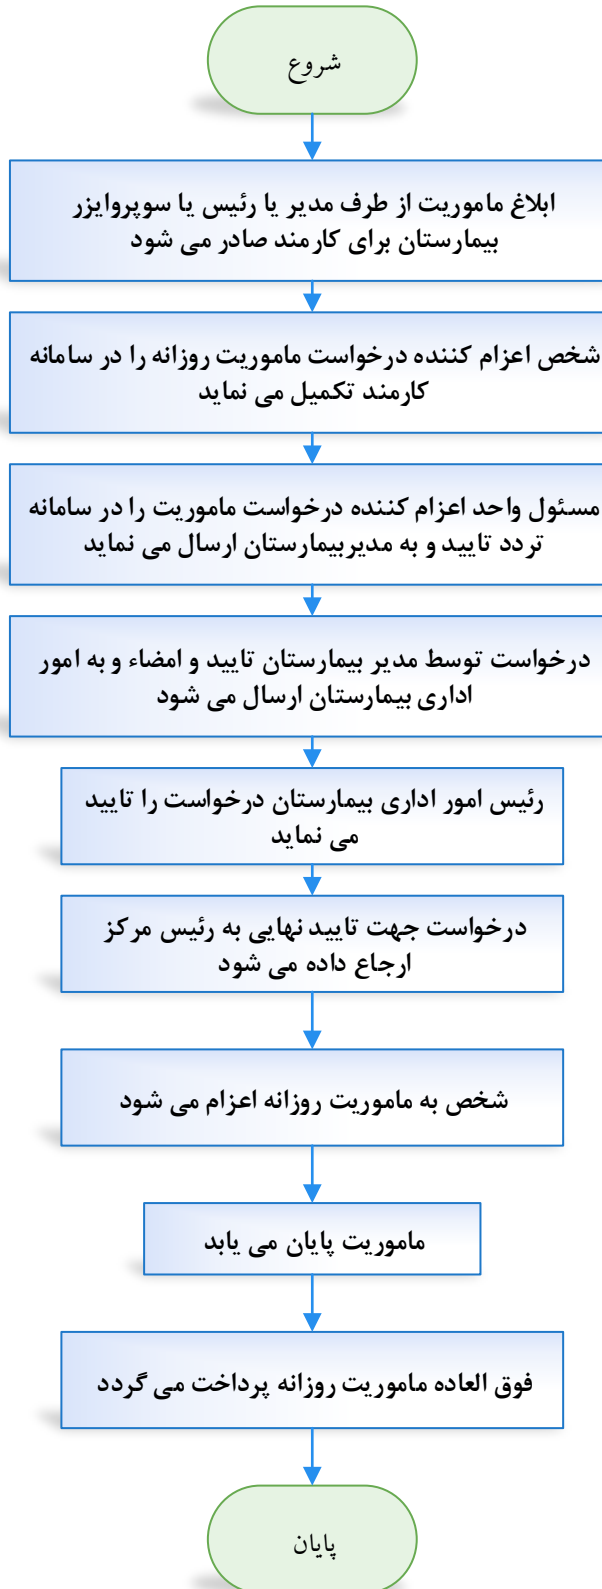 شروع
ابلاغ ماموریت از طرف مدیر یا رئیس یا سوپروایزر
بیمارستان برای کارمند صادر می شود
شخص اعزام کننده درخواست ماموریت روزانه را در سامانه
کارمند تکمیل می نماید
مسئول واحد اعزام کننده درخواست ماموریت را در سامانه
تردد تایید و به مدیربیمارستان ارسال می نماید
درخواست توسط مدیر بیمارستان تایید و امضاء و به امور
اداری بیمارستان ارسال می شود
رئیس امور اداری بیمارستان درخواست را تایید
می نماید
درخواست جهت تایید نهایی به رئیس مرکز
ارجاع داده می شود
شخص به ماموریت روزانه اعزام می شود
ماموریت پایان می یابد
فوق العاده ماموریت روزانه پرداخت می گردد
پایان